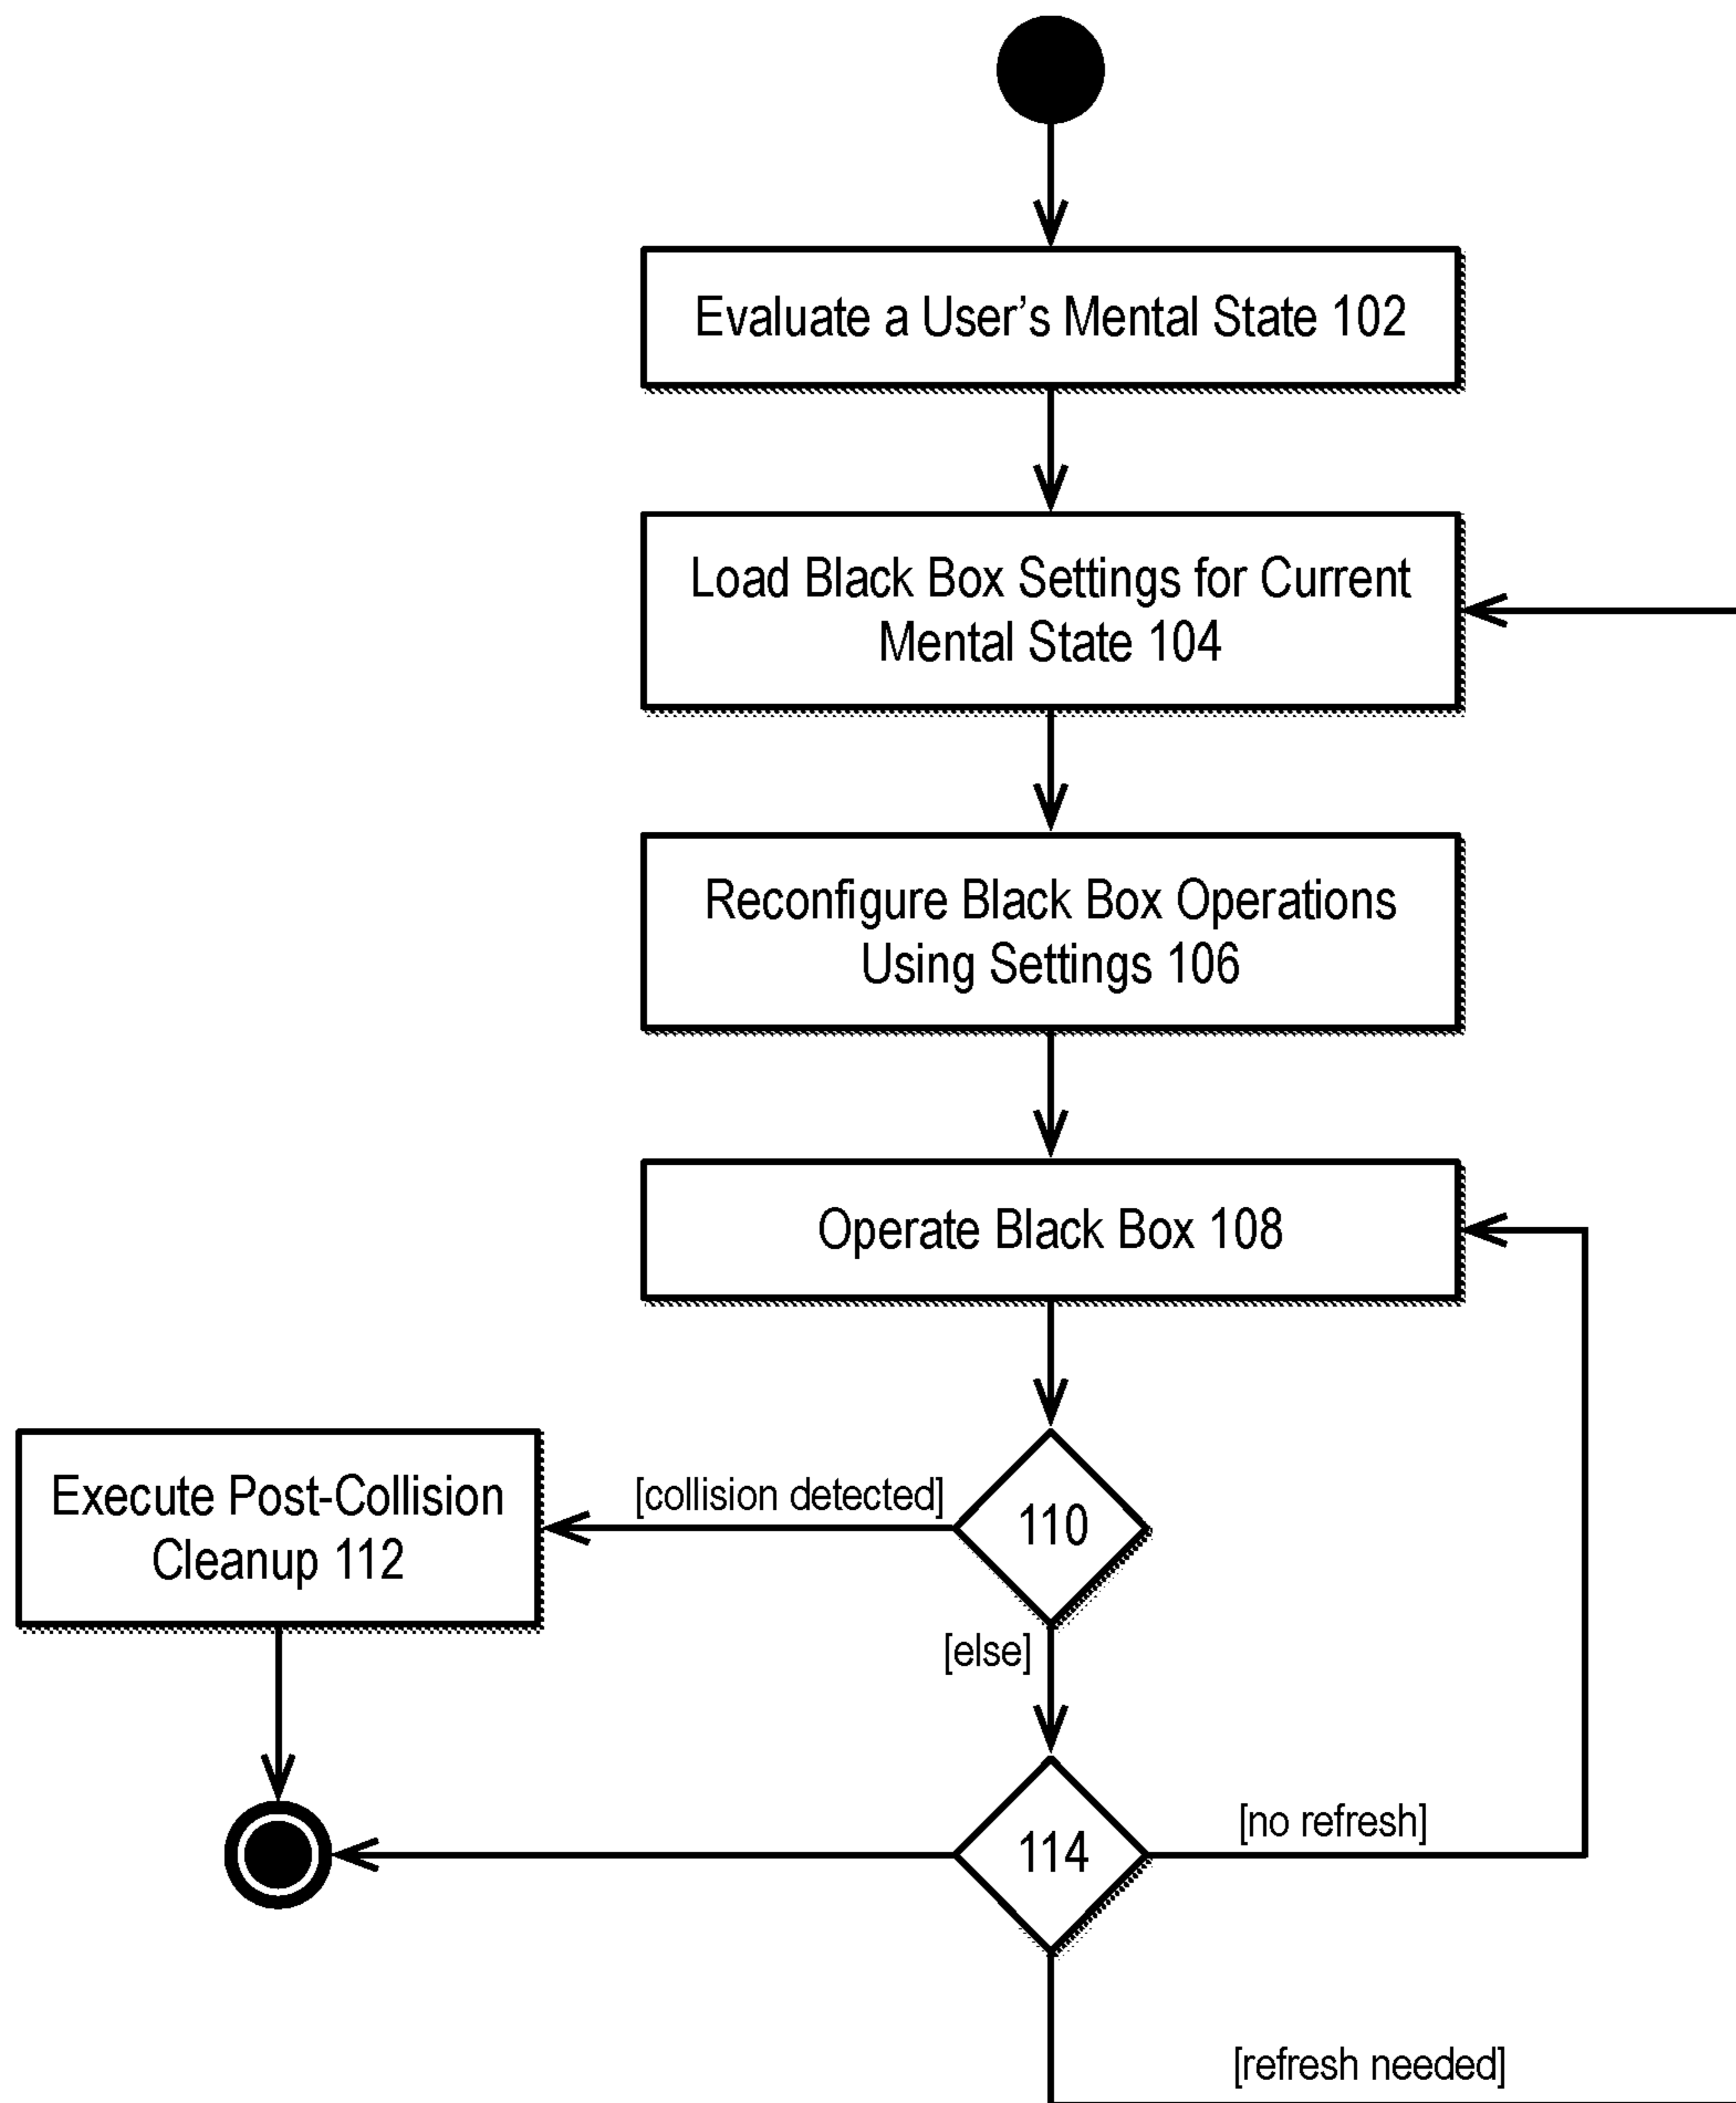 Evaluate a User’s Mental State 102
Load Black Box Settings for Current
Mental State 104
Reconfigure Black Box Operations
Using Settings 106
Operate Black Box 108
Execute Post-Collision
Cleanup 112
[collision detected]
110
[else]
114
[no refresh]
[refresh needed]